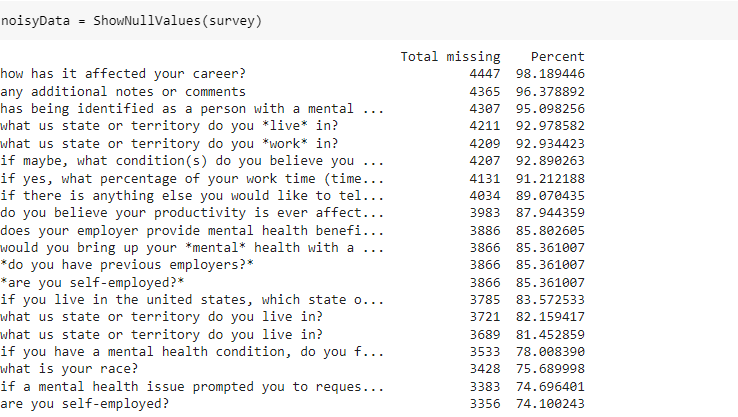 noisyData = ShowNullValues(survey)
Total missing Percent
how has it affected your career? 4447 98.189446
any additional notes or comments 4365 96.378892
has being identified as a person with a mental ... 4307 95.098256
what us state or territory do you *live* in? 4211 92.978582
what us state or territory do you *work* in? 4209 92.934423
if maybe, what condition(s) do you believe you ... 4207 92.890263
if yes, what percentage of your work time (time... 4131 91.212188
if there is anything else you would like to tel... 4034 89.070435
do you believe your productivity is ever affect... 3983 87.944359
does your employer provide mental health benefi... 3886 85.802605
would you bring up your *mental* health with a ... 3866 85.361007
*do you have previous employers?* 3866 85.361007
*are you self-employed?* 3866 85.361007
if you live in the united states, which state o... 3785 83.572533
what us state or territory do you live in? 3721 82.159417
what us state or territory do you live in? 3689 81.452859
if you have a mental health condition, do you f... 3533 78.008390
what is your race? 3428 75.689998
if a mental health issue prompted you to reques... 3383 74.696401
are you self-employed? 3356 74.100243